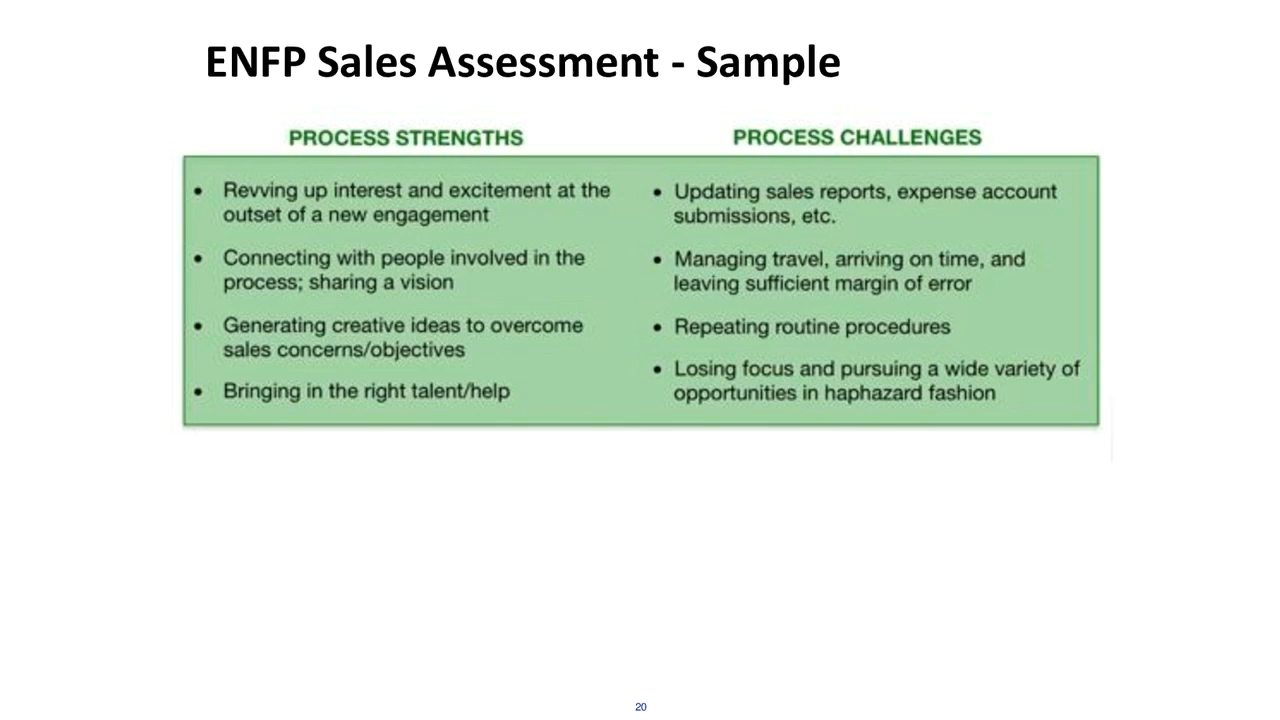 ENFP Sales Assessment - Sample
PROCESS STRENGTHS
• Revving up interest and excitement at the
outset of a new engagement
• Connecting with people involved in the
process; sharing a vision
• Generating creative ideas to overcome
sales concerns/objectives
• Bringing in the right talent/help
PROCESS CHALLENGES
• Updating sales reports, expense account
submissions, etc.
• Managing travel, arriving on time, and
leaving sufficient margin of error
• Repeating routine procedures
• Losing focus and pursuing a wide variety of
opportunities in haphazard fashion
20